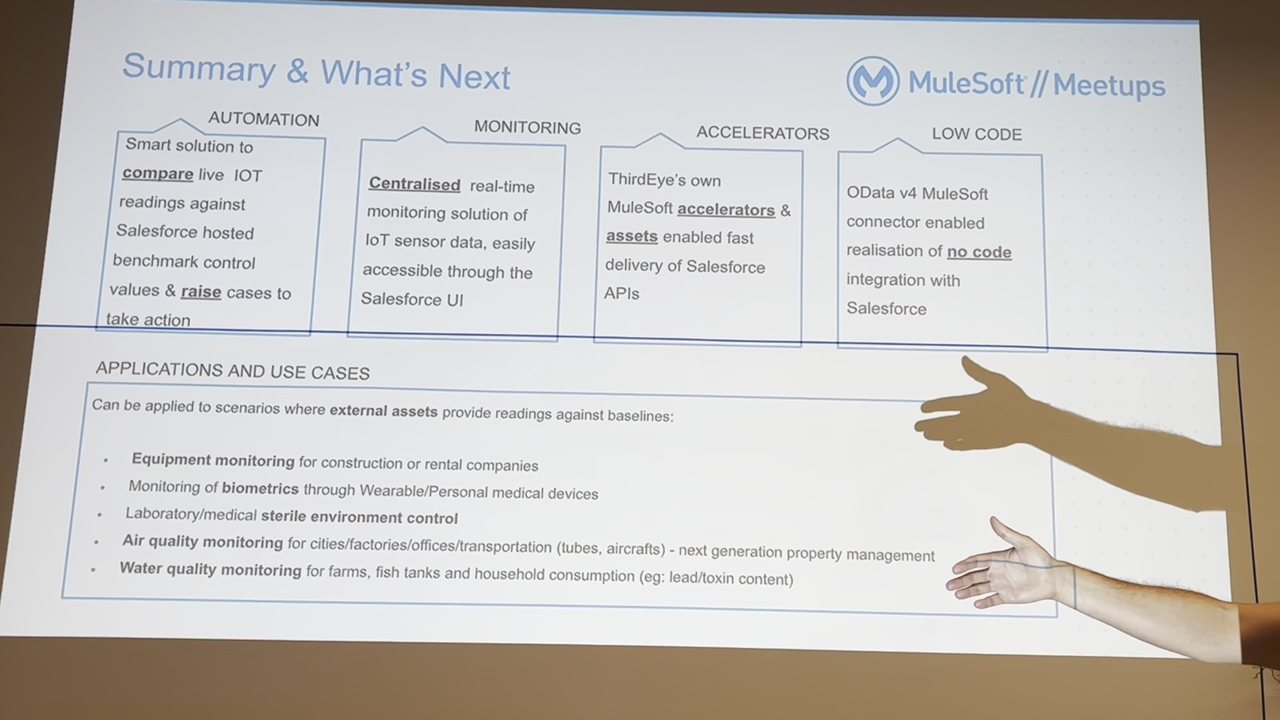 Summary & What's Next
MuleSoft // Meetups
AUTOMATION
Smart solution to
compare live IOT
readings against
Salesforce hosted
benchmark control
values & raise cases to
take action
MONITORING
Centralised real-time
monitoring solution of
IoT sensor data, easily
accessible through the
Salesforce UI
ACCELERATORS
ThirdEye's own
MuleSoft accelerators &
assets enabled fast
delivery of Salesforce
APIs
LOW CODE
OData v4 MuleSoft
connector enabled
realisation of no code
integration with
Salesforce
APPLICATIONS AND USE CASES
Can be applied to scenarios where external assets provide readings against baselines:
• Equipment monitoring for construction or rental companies
• Monitoring of biometrics through Wearable/Personal medical devices
• Laboratory/medical sterile environment control
• Air quality monitoring for cities/factories/offices/transportation (tubes, aircrafts) - next generation property management
• Water quality monitoring for farms, fish tanks and household consumption (eg: lead/toxin content)